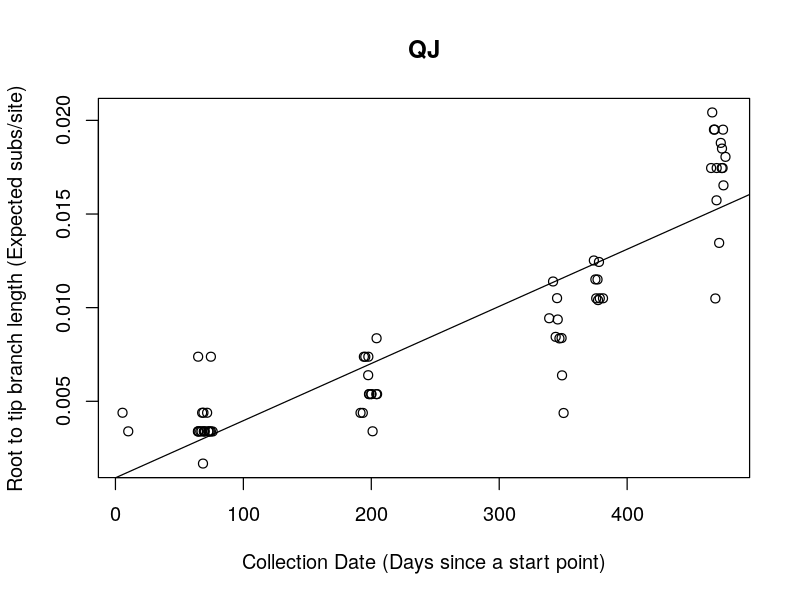 QJ
Root to tip branch length (Expected subs/site)
0.020
0.015
0.010
0.005
0 100 200 300 400
Collection Date (Days since a start point)